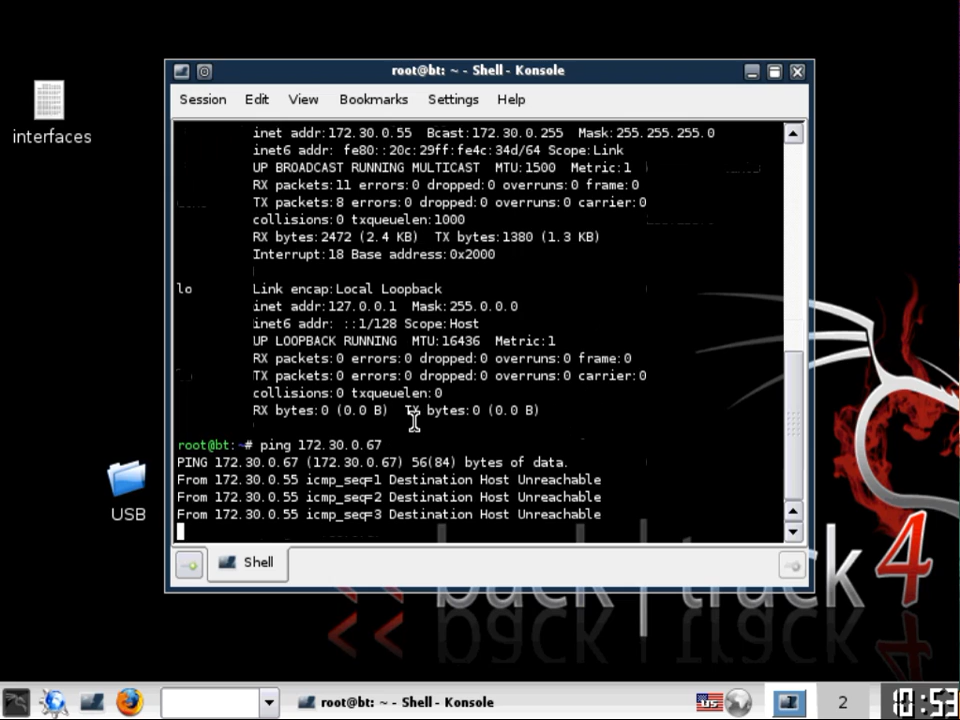 root@bt: ~ - Shell - Konsole
Session Edit View Bookmarks Settings Help
interfaces
inet addr:172.30.0.55 Bcast:172.30.0.255 Mask:255.255.255.0
inet6 addr: fe80::20c:29ff:fe4c:34d/64 Scope:Link
UP BROADCAST RUNNING MULTICAST MTU:1500 Metric:1
RX packets:11 errors:0 dropped:0 overruns:0 frame:0
TX packets:8 errors:0 dropped:0 overruns:0 carrier:0
collisions:0 txqueuelen:1000
RX bytes:2472 (2.4 KB) TX bytes:1380 (1.3 KB)
Interrupt:18 Base address:0x2000
lo Link encap:Local Loopback
inet addr:127.0.0.1 Mask:255.0.0.0
inet6 addr: ::1/128 Scope:Host
UP LOOPBACK RUNNING MTU:16436 Metric:1
RX packets:0 errors:0 dropped:0 overruns:0 frame:0
TX packets:0 errors:0 dropped:0 overruns:0 carrier:0
collisions:0 txqueuelen:0
RX bytes:0 (0.0 B) TX bytes:0 (0.0 B)
root@bt:~# ping 172.30.0.67
PING 172.30.0.67 (172.30.0.67) 56(84) bytes of data.
From 172.30.0.55 icmp_seq=1 Destination Host Unreachable
From 172.30.0.55 icmp_seq=2 Destination Host Unreachable
From 172.30.0.55 icmp_seq=3 Destination Host Unreachable
USB
Shell
<< back|track 4
root@bt: ~ - Shell - Konsole
US
2
10:53